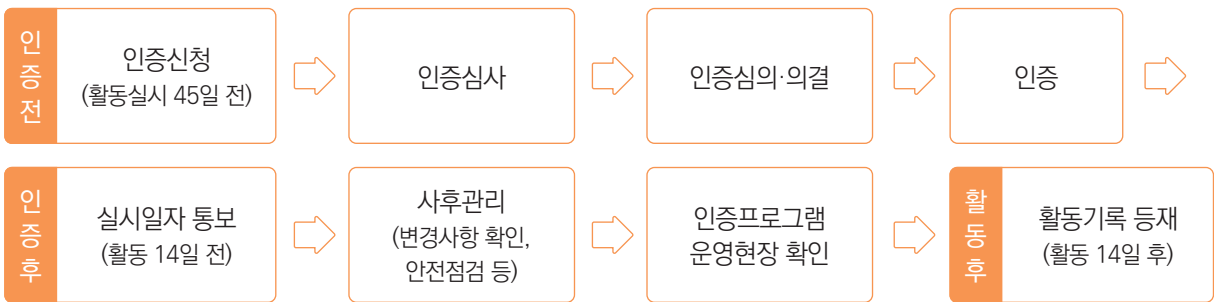 인증전
인증신청
(활동실시 45일 전)
인증심사
인증심의·의결
인증
인증후
실시일자 통보
(활동 14일 전)
사후관리
(변경사항 확인,
안전점검 등)
인증프로그램
운영현장 확인
활동후
활동기록 등재
(활동 14일 후)